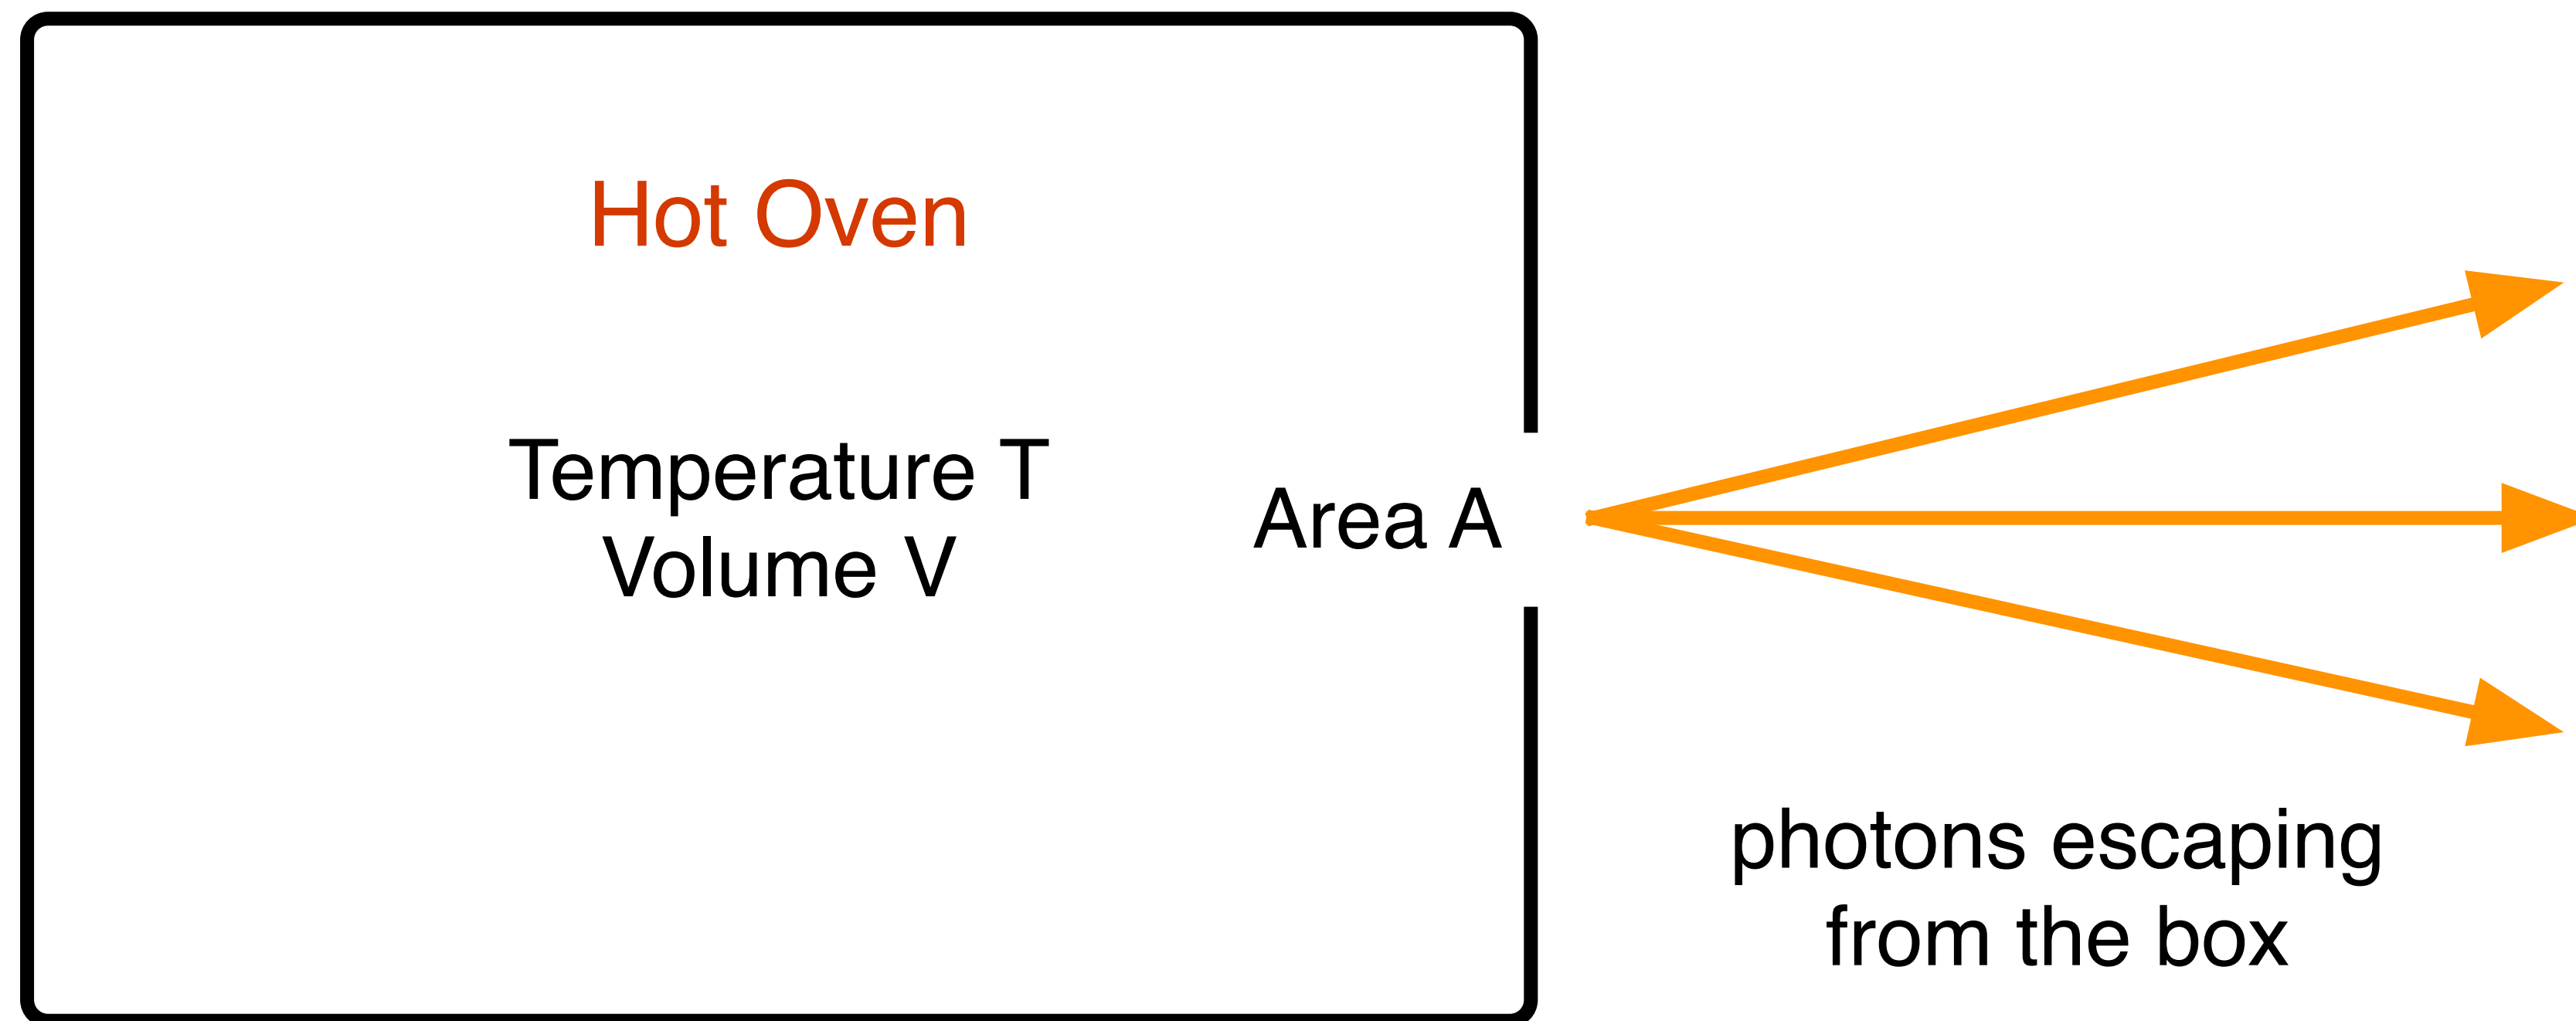 Hot Oven
Temperature T
Volume V
Area A
photons escaping
from the box